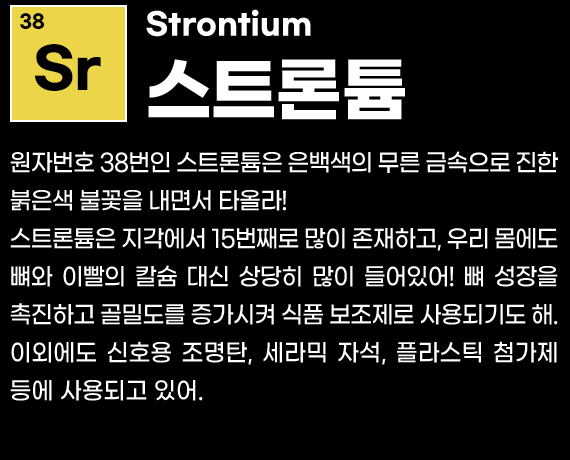 38
Sr
Strontium
스트론튬
원자번호 38번인 스트론튬은 은백색의 무른 금속으로 진한
붉은색 불꽃을 내면서 타올라!
스트론튬은 지각에서 15번째로 많이 존재하고, 우리 몸에도
뼈와 이빨의 칼슘 대신 상당히 많이 들어있어! 뼈 성장을
촉진하고 골밀도를 증가시켜 식품 보조제로 사용되기도 해.
이외에도 신호용 조명탄, 세라믹 자석, 플라스틱 첨가제
등에 사용되고 있어.